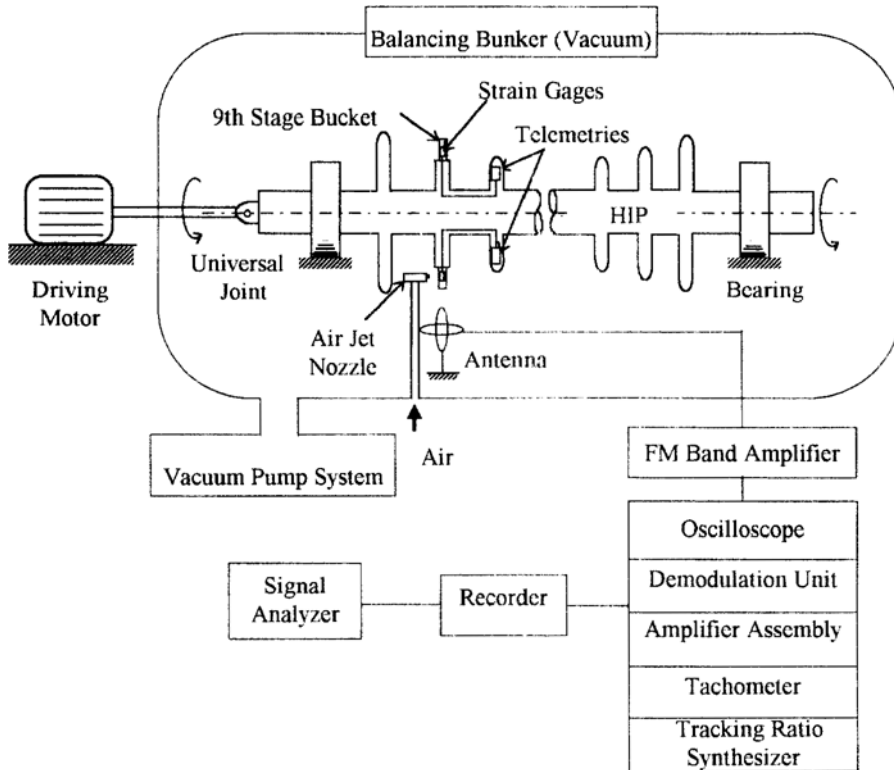 Balancing Bunker (Vacuum)
Strain Gages
9th Stage Bucket
Telemetries
HIP
Universal
Joint
Driving
Motor
Bearing
Air Jet
Nozzle
Antenna
Air
Vacuum Pump System
FM Band Amplifier
Oscilloscope
Demodulation Unit
Amplifier Assembly
Tachometer
Tracking Ratio
Synthesizer
Recorder
Signal
Analyzer